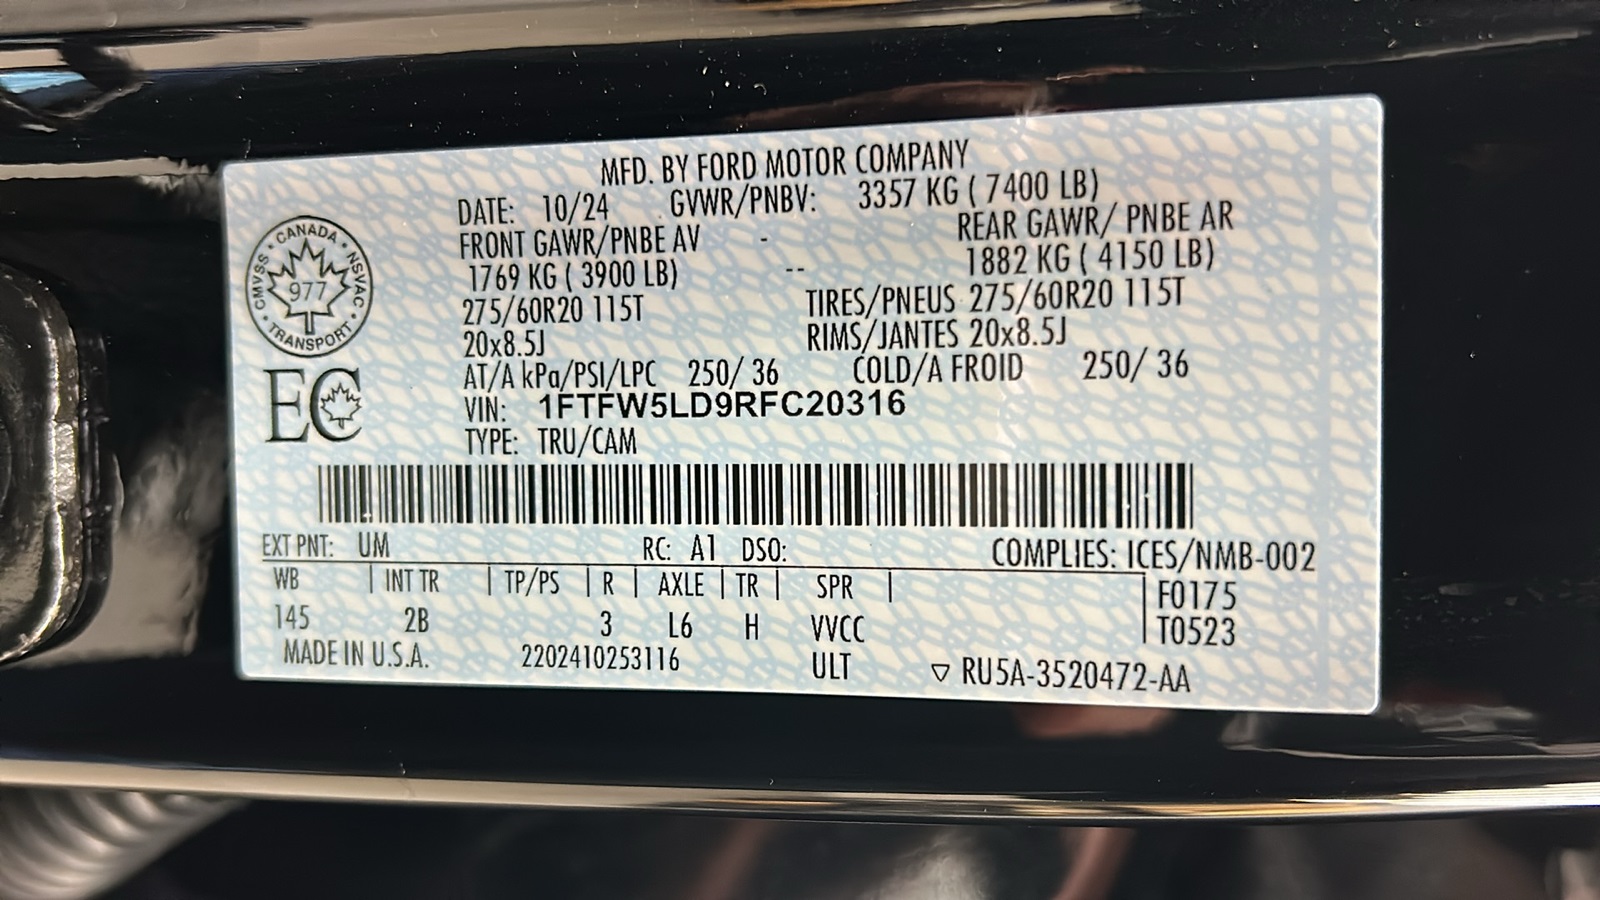 MFD. BY FORD MOTOR COMPANY
DATE: 10/24 GVWR/PNBV: 3357 KG ( 7400 LB)
FRONT GAWR/PNBE AV - REAR GAWR/ PNBE AR
1769 KG ( 3900 LB) -- 1882 KG ( 4150 LB)
275/60R20 115T TIRES/PNEUS 275/60R20 115T
20x8.5J RIMS/JANTES 20x8.5J
AT/A kPa/PSI/LPC 250/ 36 COLD/A FROID 250/ 36
VIN: 1FTFW5LD9RFC20316
TYPE: TRU/CAM
CANADA
CMVSS • NSVAC
977
TRANSPORT
EC
EXT PNT: UM RC: A1 DSO: COMPLIES: ICES/NMB-002
WB | INT TR | TP/PS | R | AXLE | TR | SPR | F0175
145 2B 3 L6 H VVCC T0523
MADE IN U.S.A. 2202410253116 ULT ▽ RU5A-3520472-AA